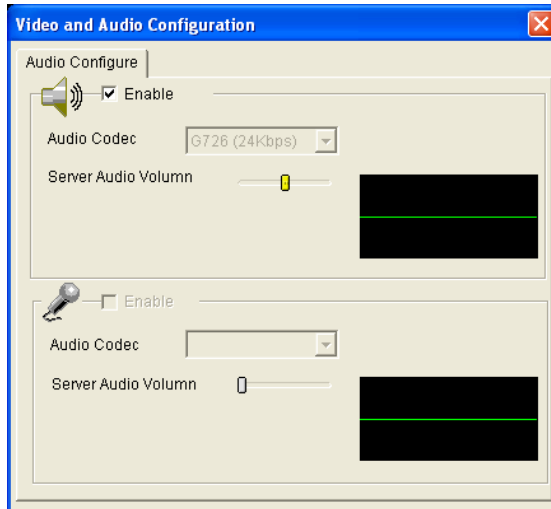 Video and Audio Configuration
Audio Configure
Enable
Audio Codec G726 (24Kbps)
Server Audio Volumn
Enable
Audio Codec
Server Audio Volumn